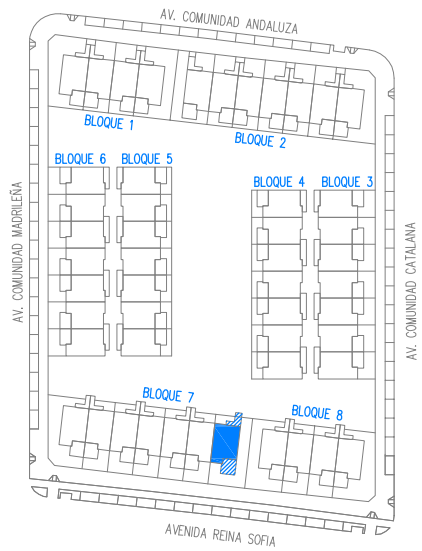 AV. COMUNIDAD ANDALUZA
BLOQUE 1
BLOQUE 2
BLOQUE 6
BLOQUE 5
BLOQUE 4
BLOQUE 3
AV. COMUNIDAD MADRILEÑA
AV. COMUNIDAD CATALANA
BLOQUE 7
BLOQUE 8
AVENIDA REINA SOFIA